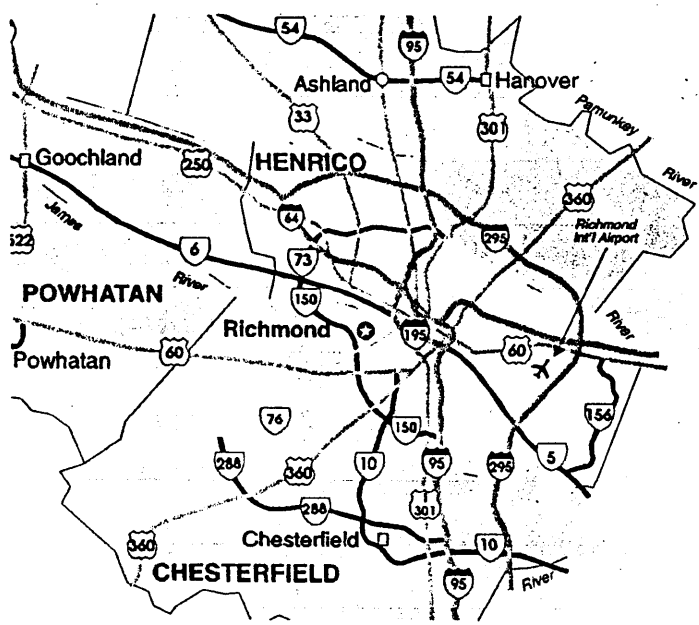 54
95
Ashland
54
Hanover
33
301
Pamunkey
River
Goochland
250
HENRICO
360
James
64
Richmond
Int'l Airport
522
6
295
73
River
POWHATAN
150
River
Richmond
195
60
60
Powhatan
76
150
156
288
360
10
95
295
5
301
288
Chesterfield
10
360
CHESTERFIELD
95
River